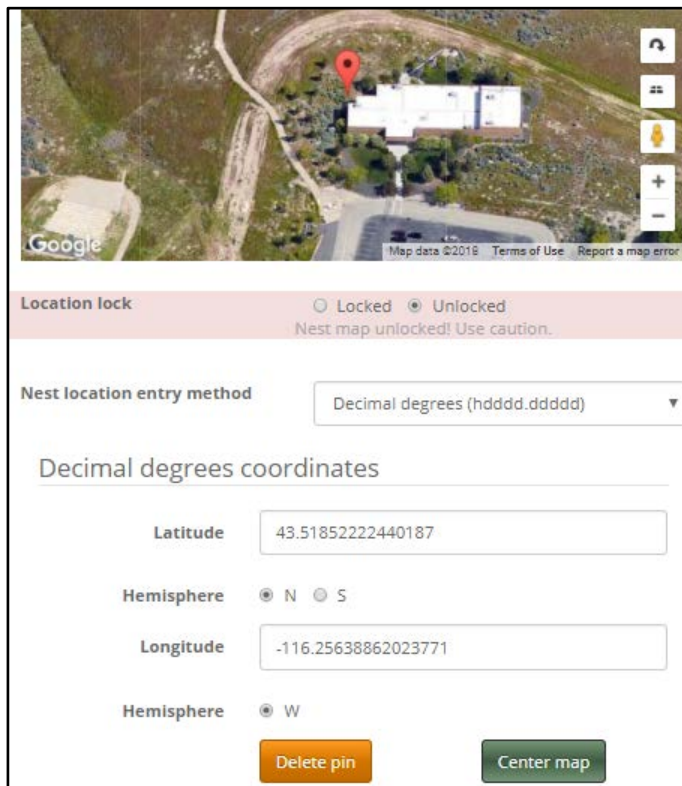 Google
Map data ©2019 Terms of Use Report a map error
Location lock Locked Unlocked
Nest map unlocked! Use caution.
Nest location entry method Decimal degrees (hdddd.ddddd)
Decimal degrees coordinates
Latitude 43.51852222440187
Hemisphere N S
Longitude -116.25638862023771
Hemisphere W
Delete pin Center map